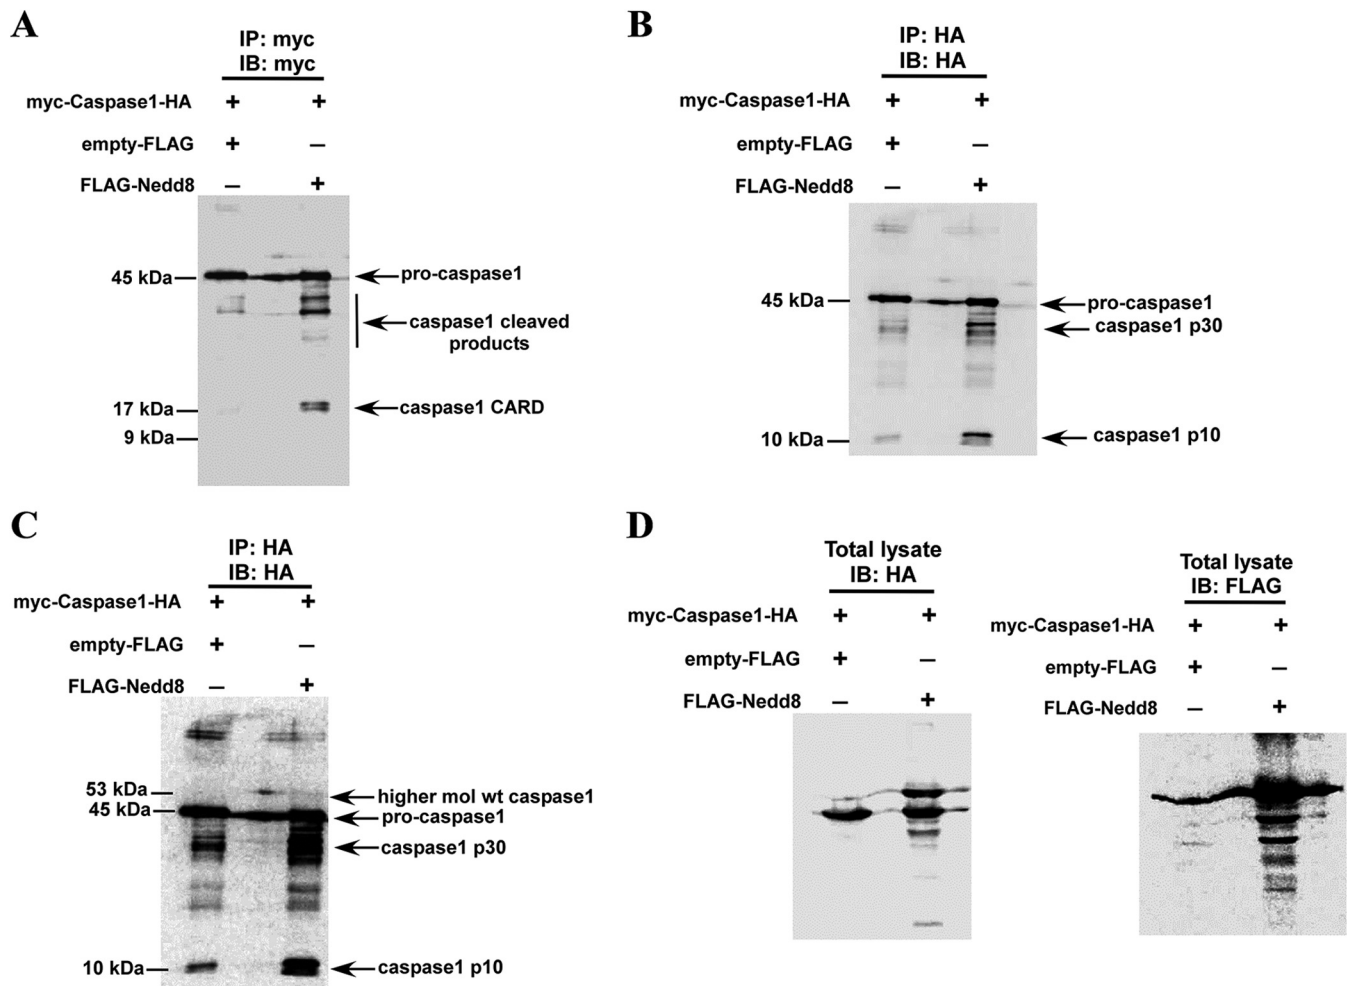 A
IP: myc
IB: myc
myc-Caspase1-HA + +
empty-FLAG + –
FLAG-Nedd8 – +
45 kDa
pro-caspase1
caspase1 cleaved
products
17 kDa
caspase1 CARD
9 kDa
B
IP: HA
IB: HA
myc-Caspase1-HA + +
empty-FLAG + –
FLAG-Nedd8 – +
45 kDa
pro-caspase1
caspase1 p30
10 kDa
caspase1 p10
C
IP: HA
IB: HA
myc-Caspase1-HA + +
empty-FLAG + –
FLAG-Nedd8 – +
53 kDa
higher mol wt caspase1
45 kDa
pro-caspase1
caspase1 p30
10 kDa
caspase1 p10
D
Total lysate
IB: HA
myc-Caspase1-HA + +
empty-FLAG + –
FLAG-Nedd8 – +
Total lysate
IB: FLAG
myc-Caspase1-HA + +
empty-FLAG + –
FLAG-Nedd8 – +